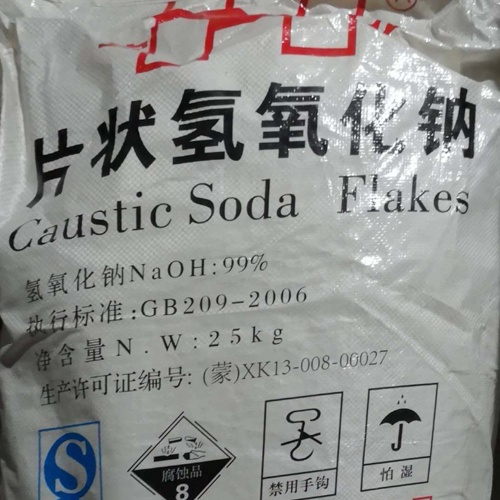 片状氢氧化钠
Caustic Soda Flakes
氢氧化钠NaOH:99%
执行标准:GB209-2006
净含量N.W:25kg
生产许可证编号:(蒙)XK13-008-00027
S
腐蚀品
8
禁用手钩
怕湿